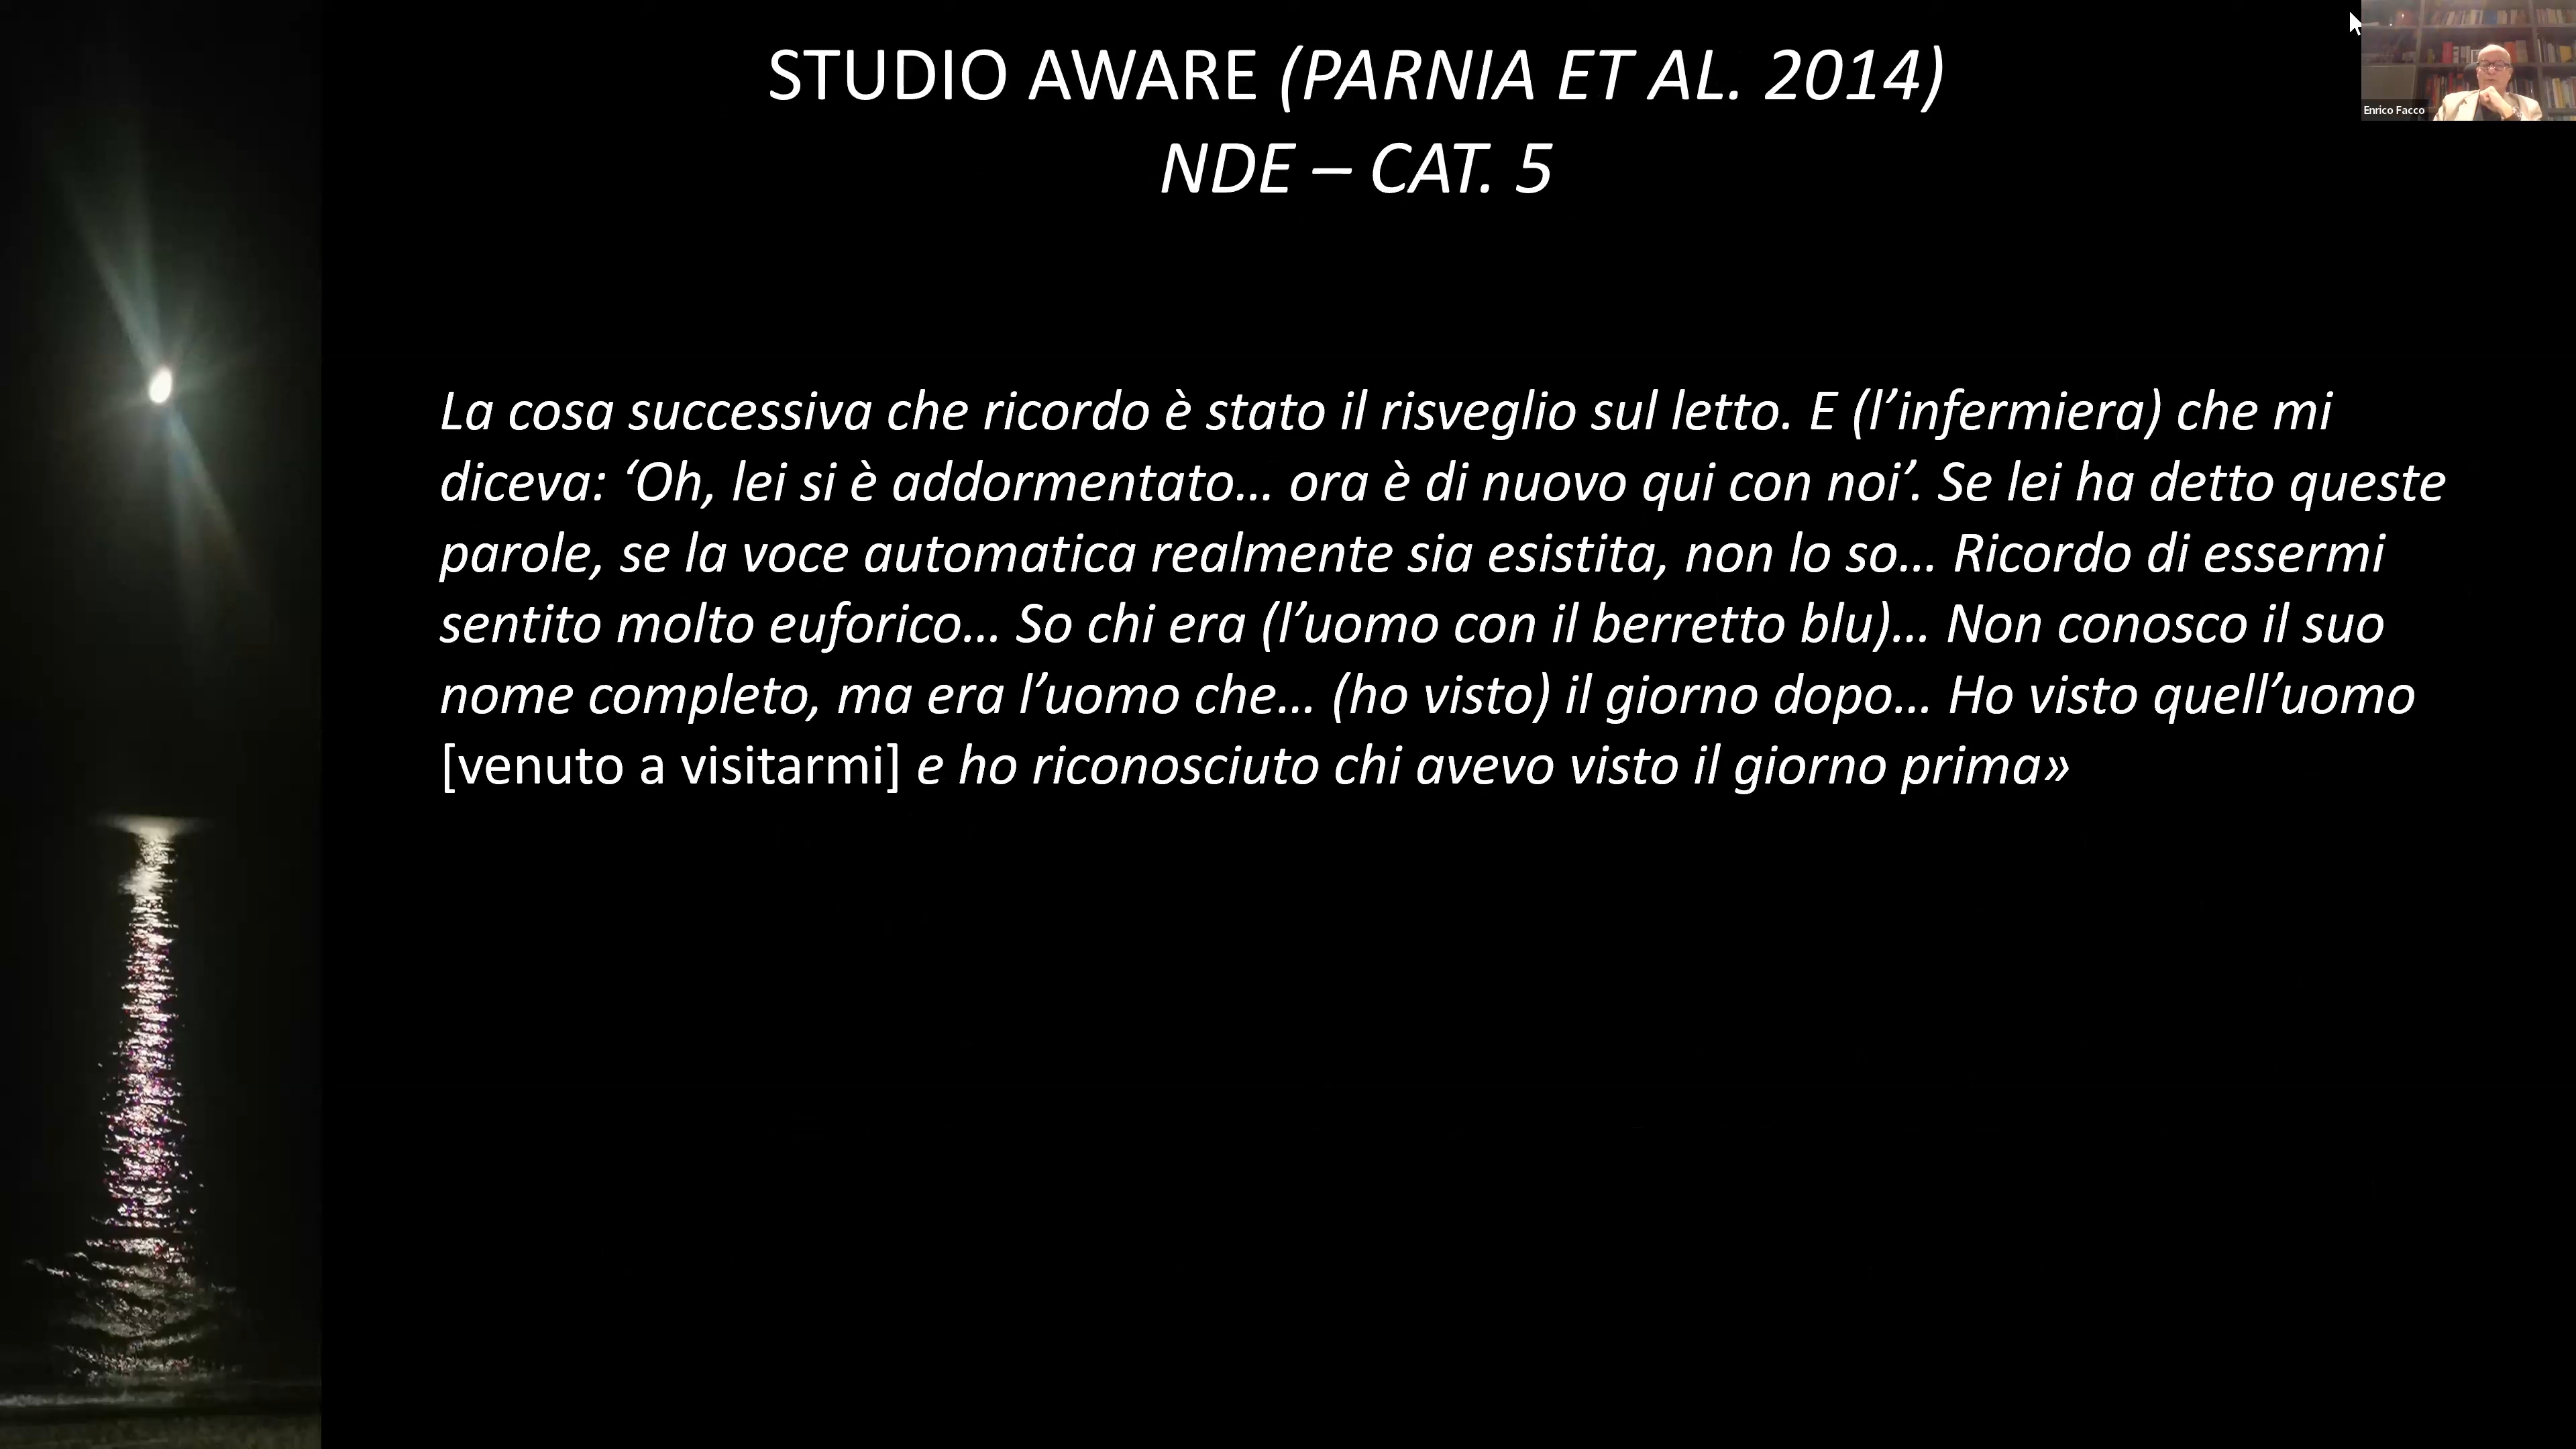 STUDIO AWARE (PARNIA ET AL. 2014)
NDE – CAT. 5
Enrico Facco
La cosa successiva che ricordo è stato il risveglio sul letto. E (l’infermiera) che mi
diceva: ‘Oh, lei si è addormentato... ora è di nuovo qui con noi’. Se lei ha detto queste
parole, se la voce automatica realmente sia esistita, non lo so... Ricordo di essermi
sentito molto euforico... So chi era (l’uomo con il berretto blu)... Non conosco il suo
nome completo, ma era l’uomo che... (ho visto) il giorno dopo... Ho visto quell’uomo
[venuto a visitarmi] e ho riconosciuto chi avevo visto il giorno prima»